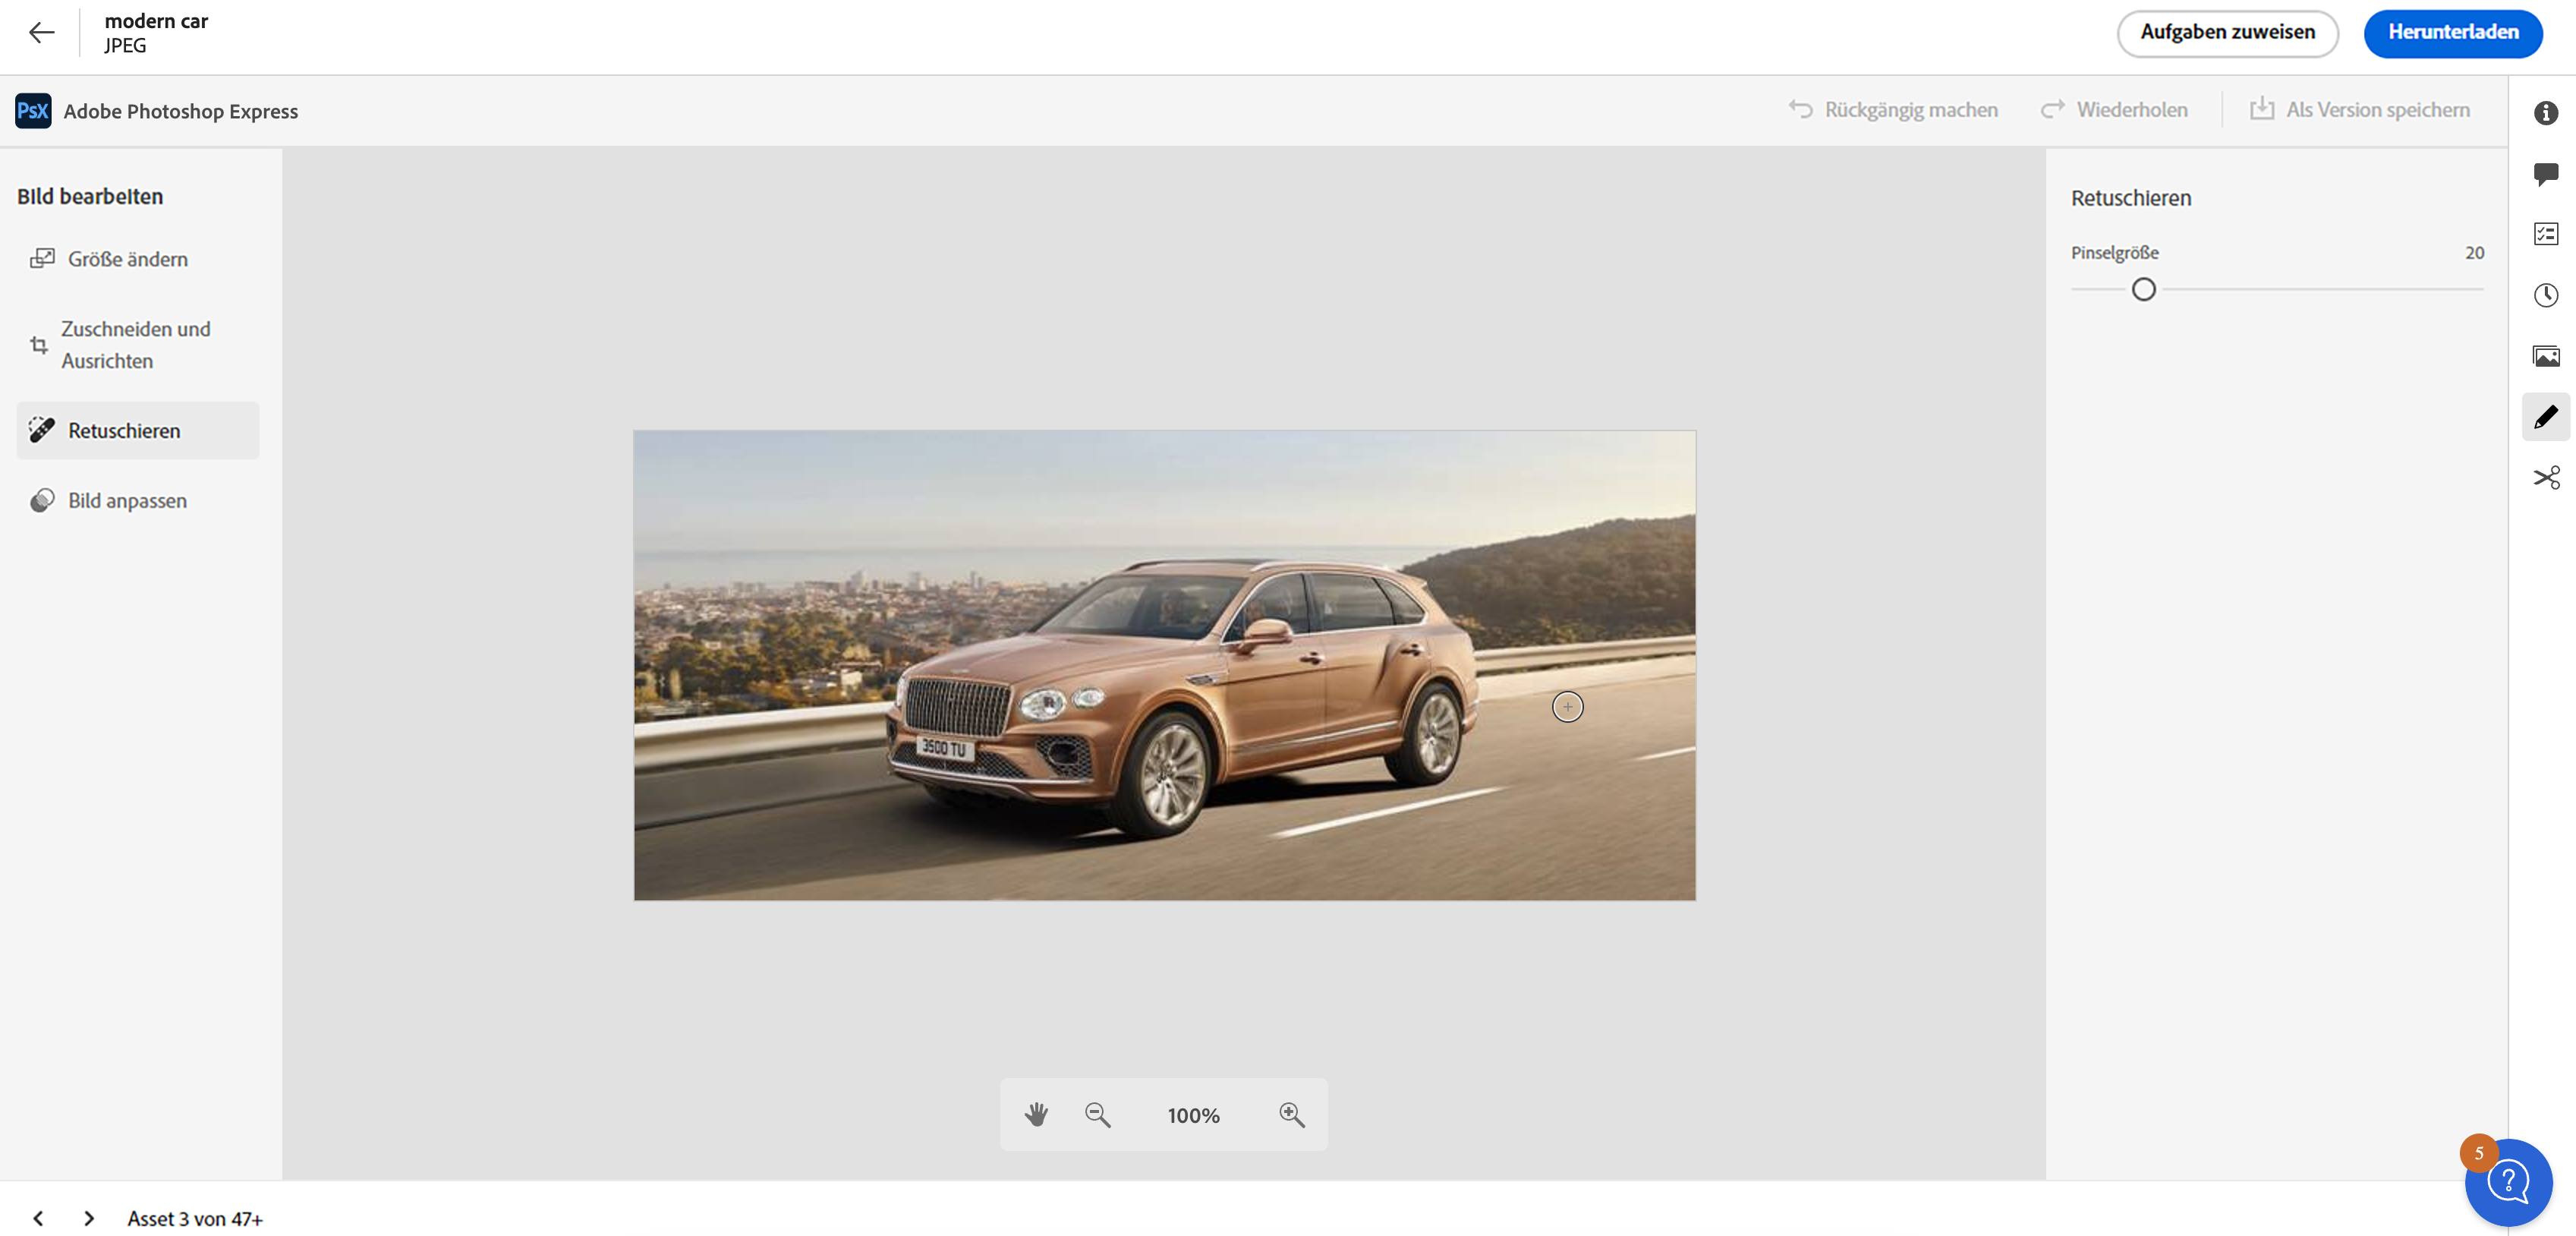 modern car
JPEG
Aufgaben zuweisen
Herunterladen
PsX
Adobe Photoshop Express
Rückgängig machen
Wiederholen
Als Version speichern
BIld bearbeIten
Größe ändern
Zuschneiden und
Ausrichten
Retuschieren
Bild anpassen
Retuschieren
Pinselgröße
20
3500 TU
100%
5
Asset 3 von 47+